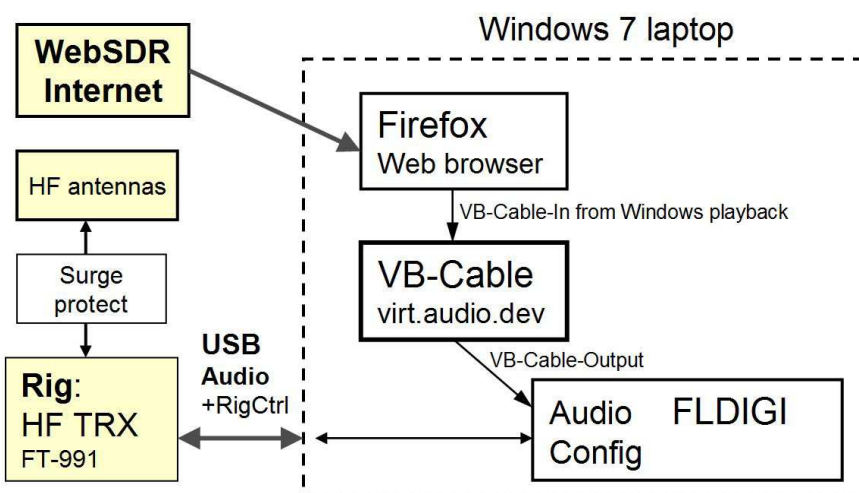 Windows 7 laptop
WebSDR
Internet
Firefox
Web browser
HF antennas
VB-Cable-In from Windows playback
Surge
protect
VB-Cable
virt.audio.dev
USB
Audio
+RigCtrl
VB-Cable-Output
Rig:
HF TRX
FT-991
Audio FLDIGI
Config